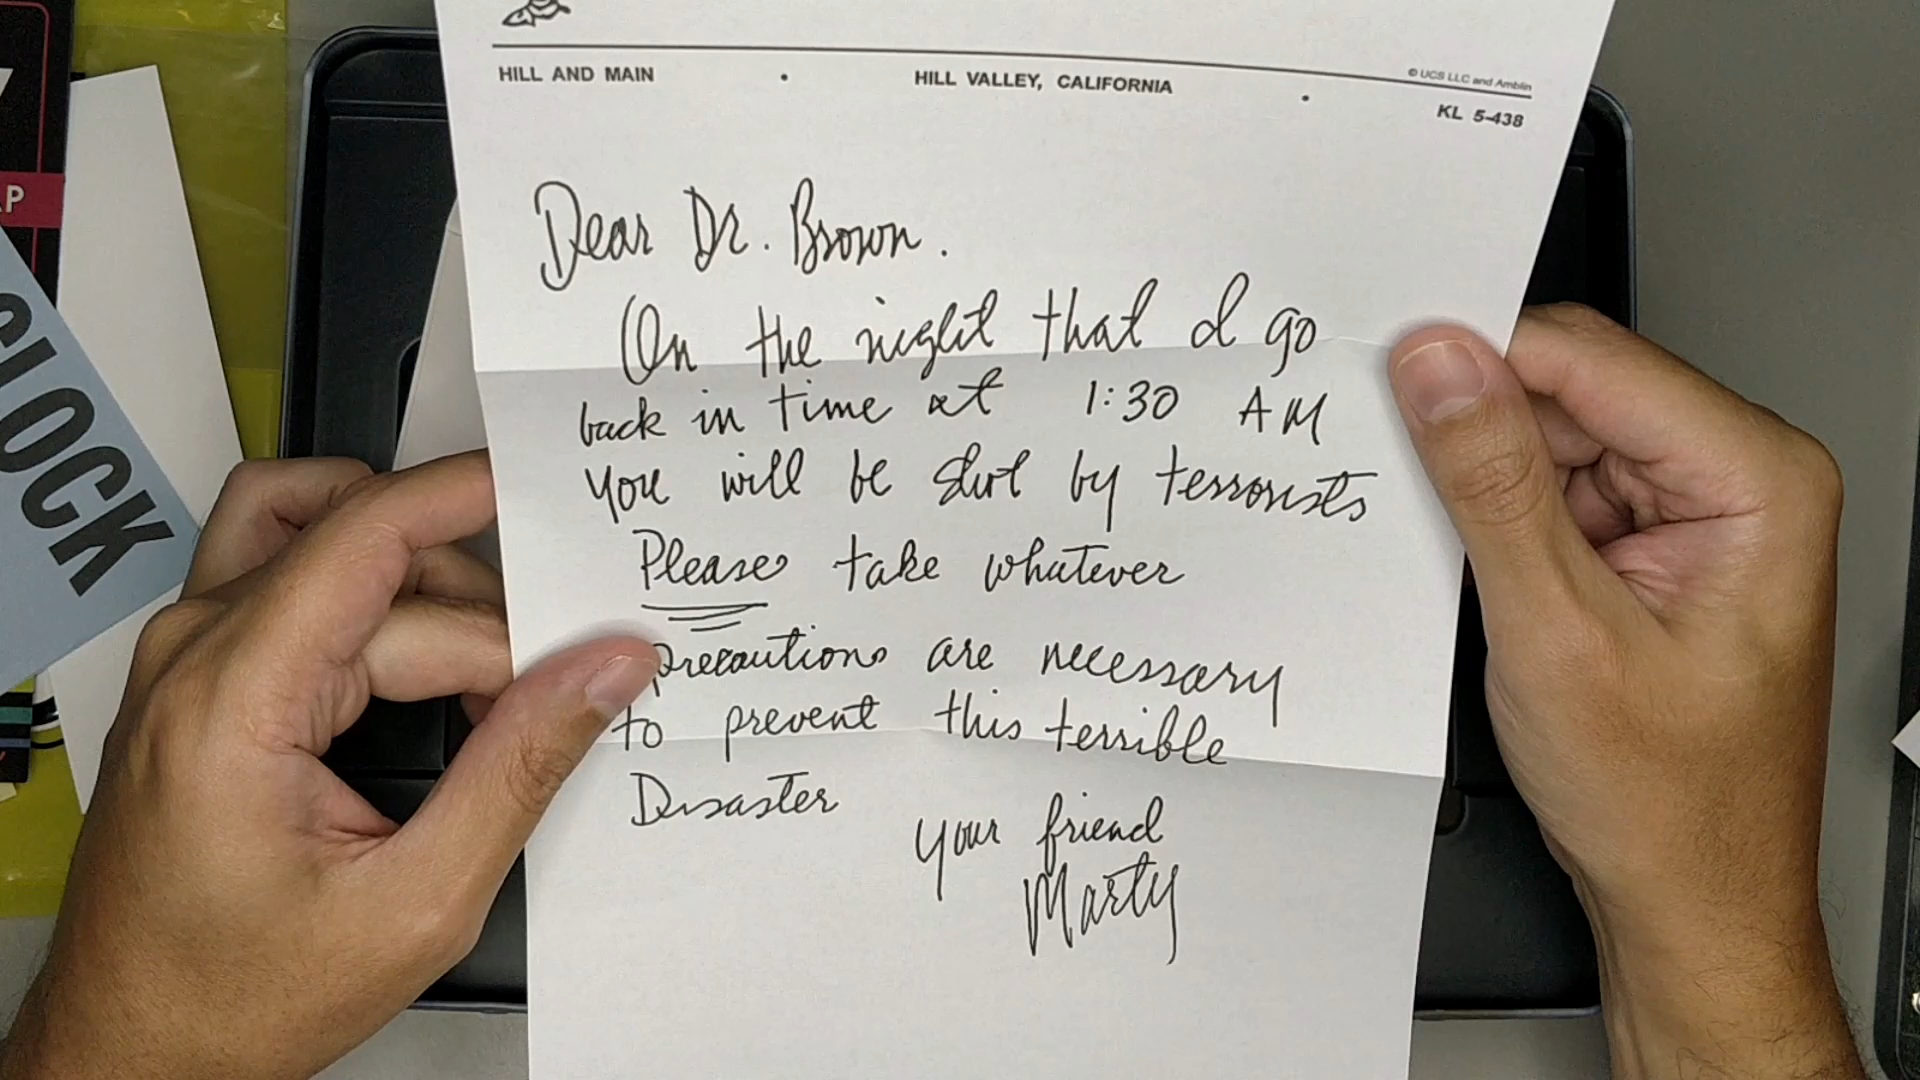 HILL AND MAIN • HILL VALLEY, CALIFORNIA • KL 5-438
© UCS LLC and Amblin
Dear Dr. Brown.
On the night that I go
back in time at 1:30 AM
you will be shot by terrorists
Please take whatever
precautions are necessary
to prevent this terrible
Disaster
your friend
Marty
CLOCK
AP